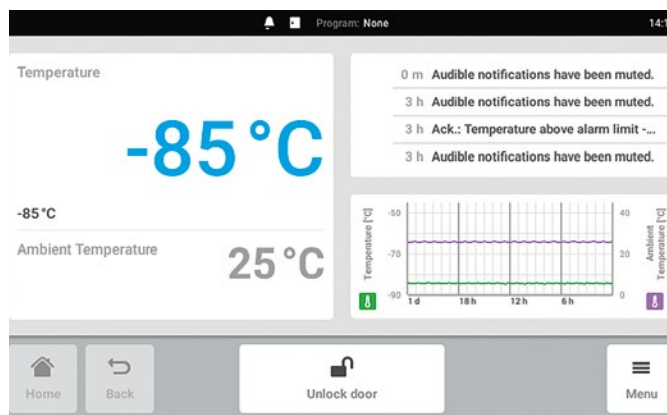 Program: None
14:1
Temperature
-85 °C
-85 °C
Ambient Temperature
25 °C
0 m Audible notifications have been muted.
3 h Audible notifications have been muted.
3 h Ack.: Temperature above alarm limit -...
3 h Audible notifications have been muted.
Temperature [°C]
-50
-70
-90
1 d
18 h
12 h
6 h
40
20
0
Ambient
Temperature [°C]
Home
Back
Unlock door
Menu